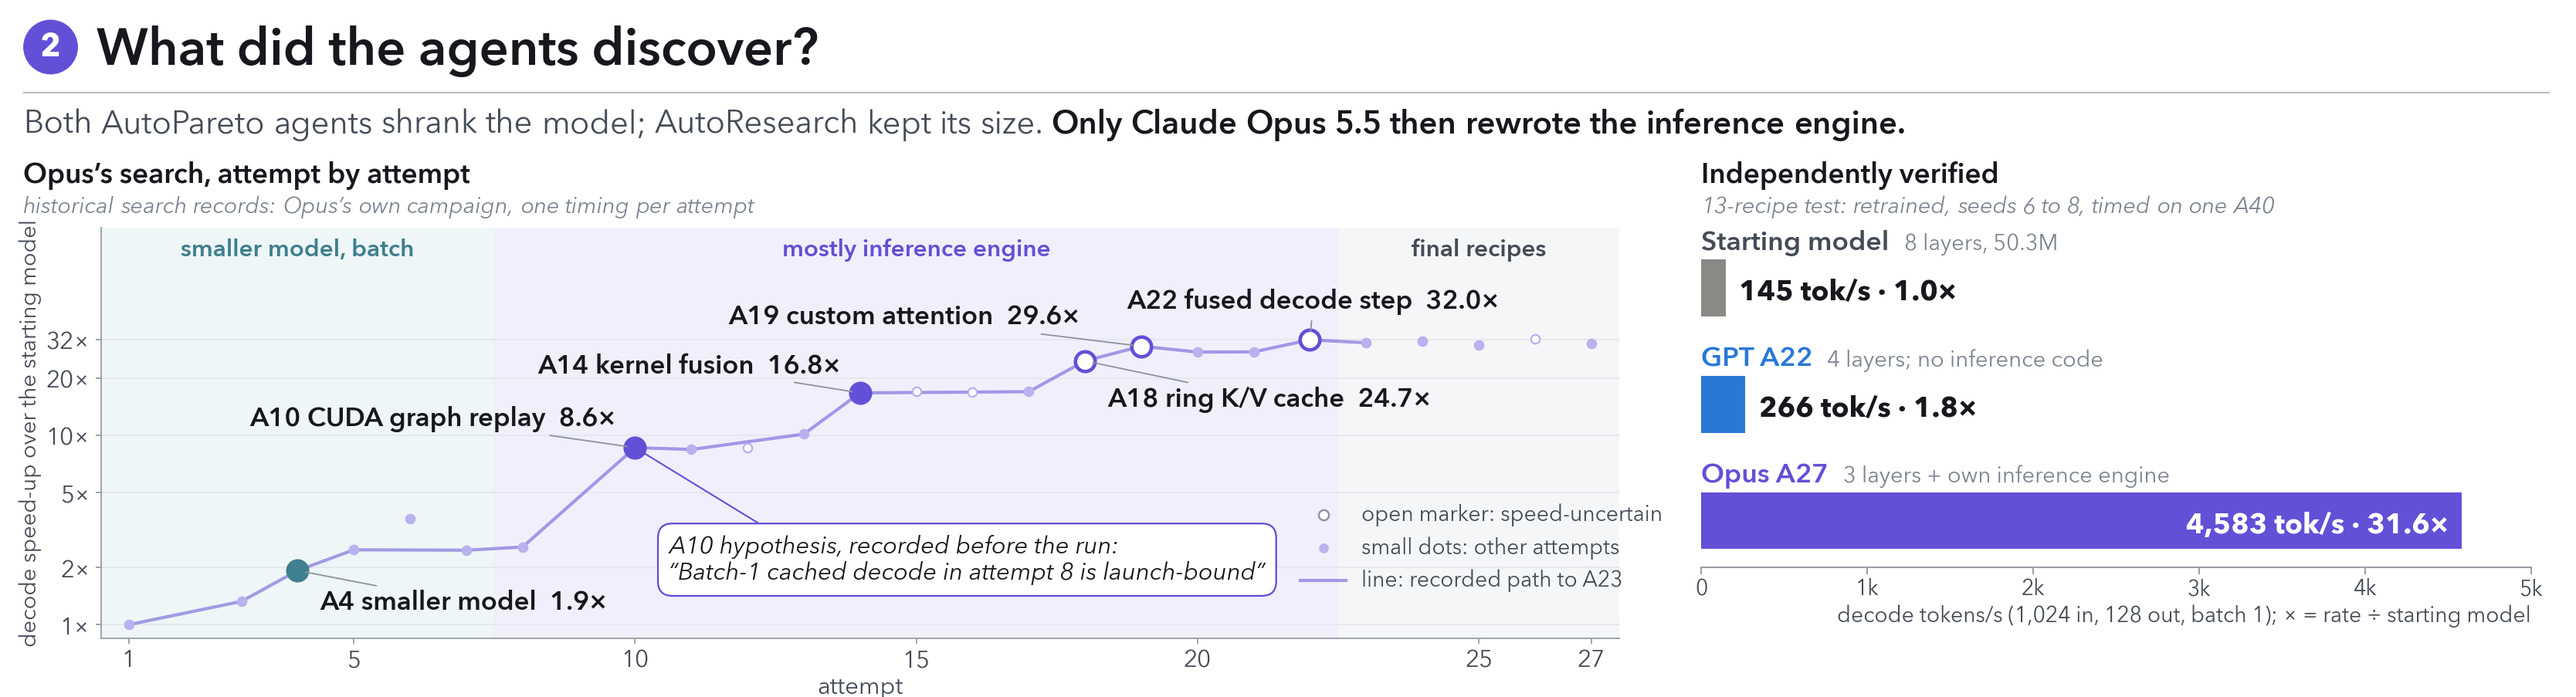 2 What did the agents discover?
Both AutoPareto agents shrank the model; AutoResearch kept its size. Only Claude Opus 5.5 then rewrote the inference engine.
Opus’s search, attempt by attempt
historical search records: Opus’s own campaign, one timing per attempt
decode speed-up over the starting model
smaller model, batch
mostly inference engine
final recipes
A22 fused decode step 32.0×
A19 custom attention 29.6×
32×
A14 kernel fusion 16.8×
20×
A18 ring K/V cache 24.7×
A10 CUDA graph replay 8.6×
10×
5×
open marker: speed-uncertain
A10 hypothesis, recorded before the run:
“Batch-1 cached decode in attempt 8 is launch-bound”
small dots: other attempts
2×
line: recorded path to A23
A4 smaller model 1.9×
1×
1 5 10 15 20 25 27
attempt
Independently verified
13-recipe test: retrained, seeds 6 to 8, timed on one A40
Starting model 8 layers, 50.3M
145 tok/s · 1.0×
GPT A22 4 layers; no inference code
266 tok/s · 1.8×
Opus A27 3 layers + own inference engine
4,583 tok/s · 31.6×
0 1k 2k 3k 4k 5k
decode tokens/s (1,024 in, 128 out, batch 1); × = rate ÷ starting model